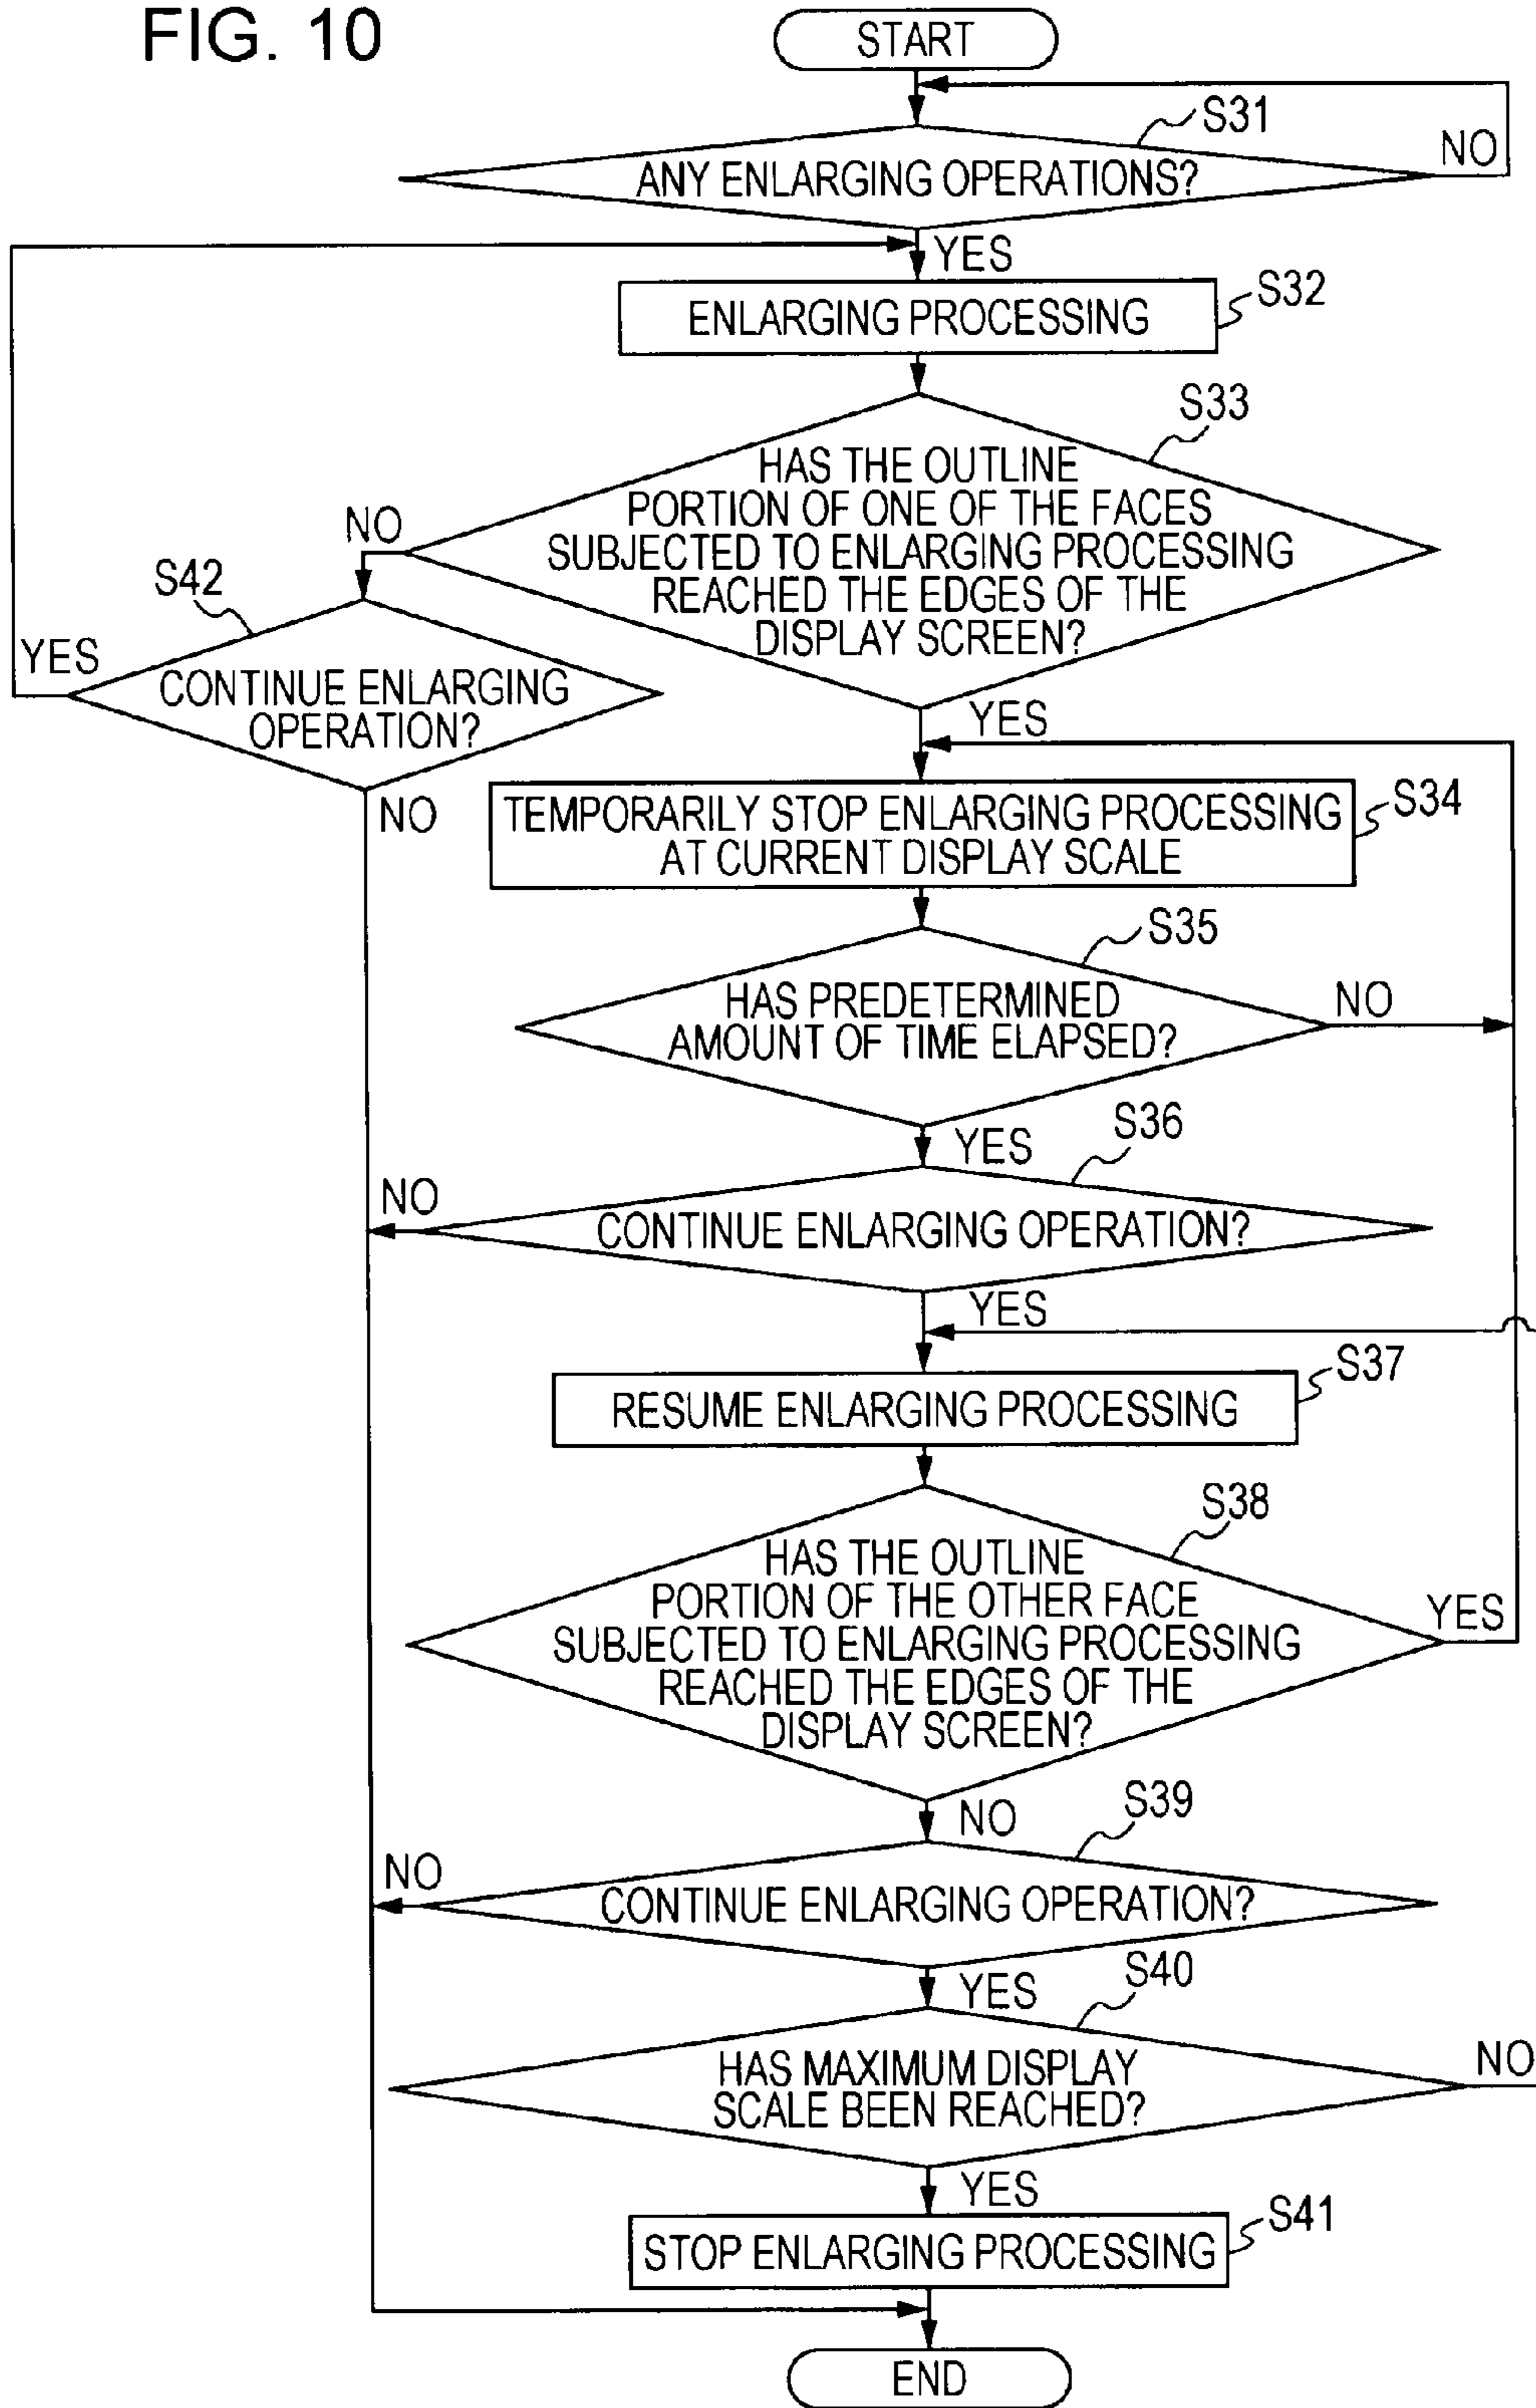 FIG. 10
START
S31
ANY ENLARGING OPERATIONS?
NO
YES
ENLARGING PROCESSING
S32
S33
HAS THE OUTLINE
PORTION OF ONE OF THE FACES
SUBJECTED TO ENLARGING PROCESSING
REACHED THE EDGES OF THE
DISPLAY SCREEN?
NO
S42
YES
CONTINUE ENLARGING
OPERATION?
NO
YES
TEMPORARILY STOP ENLARGING PROCESSING
AT CURRENT DISPLAY SCALE
S34
S35
HAS PREDETERMINED
AMOUNT OF TIME ELAPSED?
NO
YES
S36
NO
CONTINUE ENLARGING OPERATION?
YES
S37
RESUME ENLARGING PROCESSING
S38
HAS THE OUTLINE
PORTION OF THE OTHER FACE
SUBJECTED TO ENLARGING PROCESSING
REACHED THE EDGES OF THE
DISPLAY SCREEN?
YES
NO
S39
NO
CONTINUE ENLARGING OPERATION?
YES
S40
HAS MAXIMUM DISPLAY
SCALE BEEN REACHED?
NO
YES
S41
STOP ENLARGING PROCESSING
END